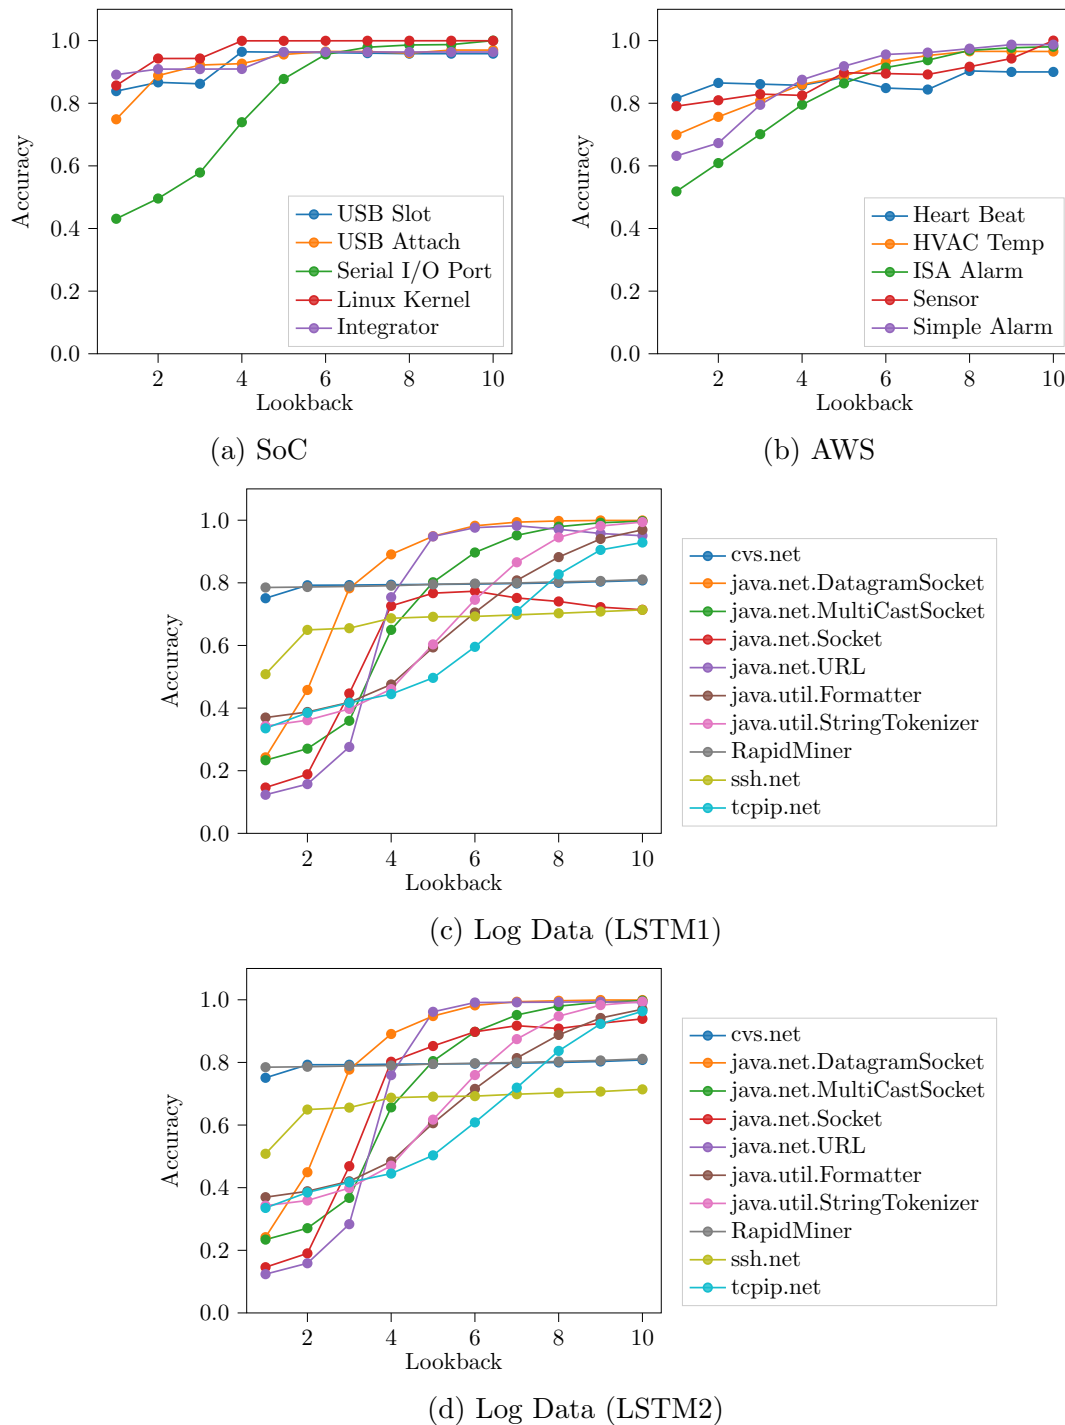 1.0
0.8
0.6
0.4
0.2
0.0
Accuracy
2 4 6 8 10
Lookback
USB Slot
USB Attach
Serial I/O Port
Linux Kernel
Integrator
(a) SoC
1.0
0.8
0.6
0.4
0.2
0.0
Accuracy
2 4 6 8 10
Lookback
Heart Beat
HVAC Temp
ISA Alarm
Sensor
Simple Alarm
(b) AWS
1.0
0.8
0.6
0.4
0.2
0.0
Accuracy
2 4 6 8 10
Lookback
cvs.net
java.net.DatagramSocket
java.net.MultiCastSocket
java.net.Socket
java.net.URL
java.util.Formatter
java.util.StringTokenizer
RapidMiner
ssh.net
tcpip.net
(c) Log Data (LSTM1)
1.0
0.8
0.6
0.4
0.2
0.0
Accuracy
2 4 6 8 10
Lookback
cvs.net
java.net.DatagramSocket
java.net.MultiCastSocket
java.net.Socket
java.net.URL
java.util.Formatter
java.util.StringTokenizer
RapidMiner
ssh.net
tcpip.net
(d) Log Data (LSTM2)